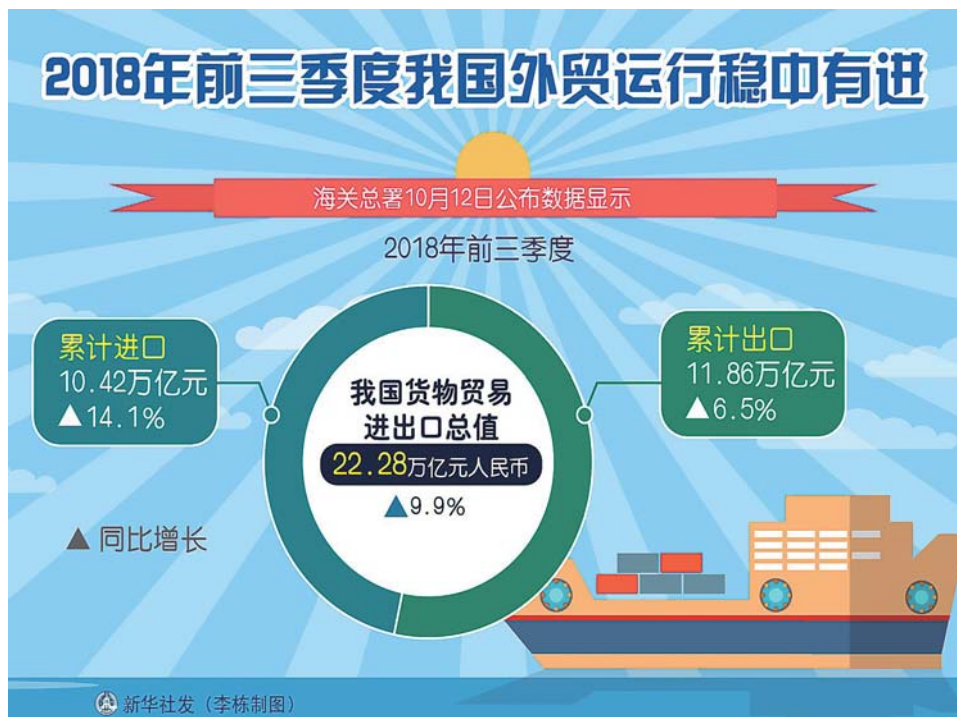 2018年前三季度我国外贸运行稳中有进
海关总署10月12日公布数据显示
2018年前三季度
累计进口
10.42万亿元
▲14.1%
累计出口
11.86万亿元
▲6.5%
我国货物贸易
进出口总值
22.28万亿元人民币
▲9.9%
▲ 同比增长
新华社发（李栋制图）